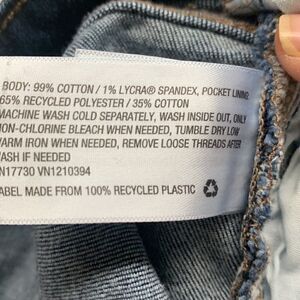 BODY: 99% COTTON / 1% LYCRA® SPANDEX, POCKET LINING:
65% RECYCLED POLYESTER / 35% COTTON
MACHINE WASH COLD SEPARATELY, WASH INSIDE OUT, ONLY
NON-CHLORINE BLEACH WHEN NEEDED, TUMBLE DRY LOW
WARM IRON WHEN NEEDED, REMOVE LOOSE THREADS AFTER
WASH IF NEEDED
N17730 VN1210394
LABEL MADE FROM 100% RECYCLED PLASTIC